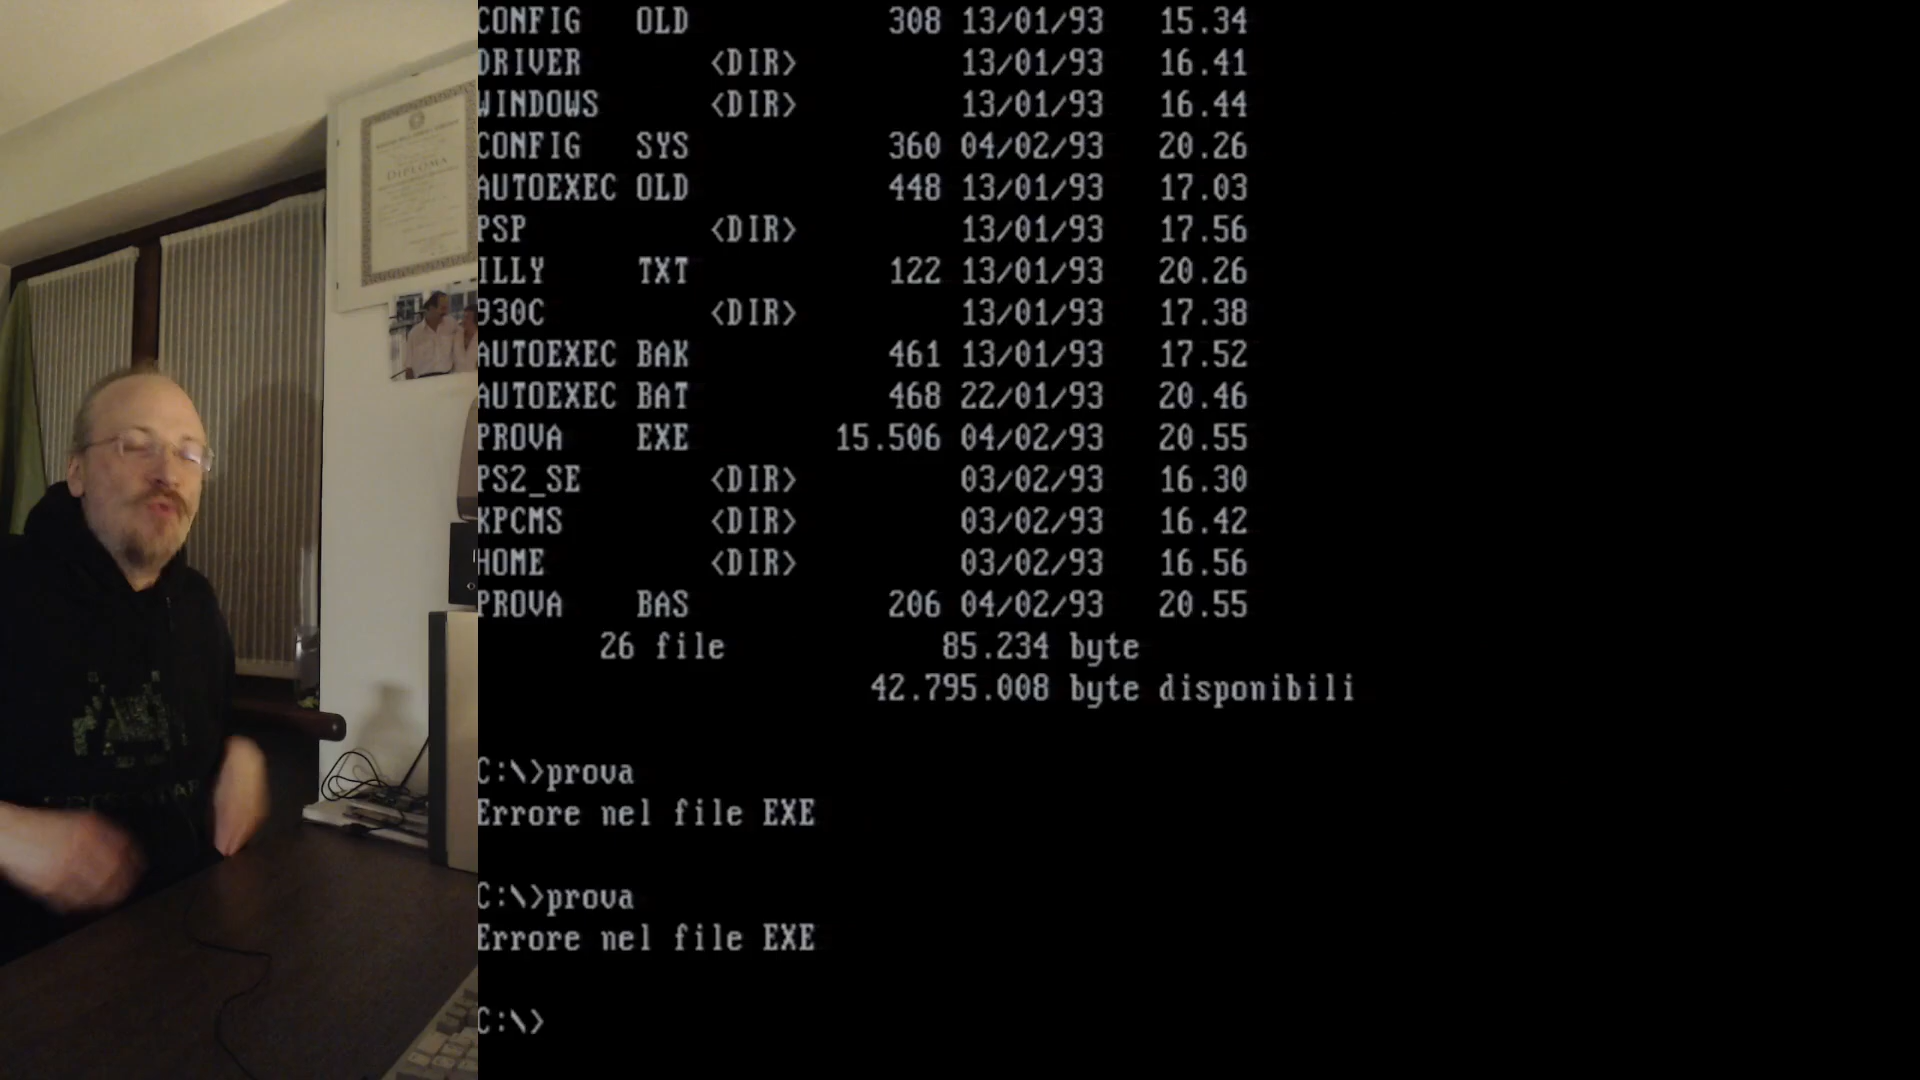 CONFIG OLD 308 13/01/93 15.34
DRIVER <DIR> 13/01/93 16.41
WINDOWS <DIR> 13/01/93 16.44
CONFIG SYS 360 04/02/93 20.26
AUTOEXEC OLD 448 13/01/93 17.03
PSP <DIR> 13/01/93 17.56
ILLY TXT 122 13/01/93 20.26
930C <DIR> 13/01/93 17.38
AUTOEXEC BAK 461 13/01/93 17.52
AUTOEXEC BAT 468 22/01/93 20.46
PROVA EXE 15.506 04/02/93 20.55
PS2_SE <DIR> 03/02/93 16.30
XPCMS <DIR> 03/02/93 16.42
HOME <DIR> 03/02/93 16.56
PROVA BAS 206 04/02/93 20.55
26 file 85.234 byte
42.795.008 byte disponibili
C:\>prova
Errore nel file EXE
C:\>prova
Errore nel file EXE
C:\>
DIPLOMA